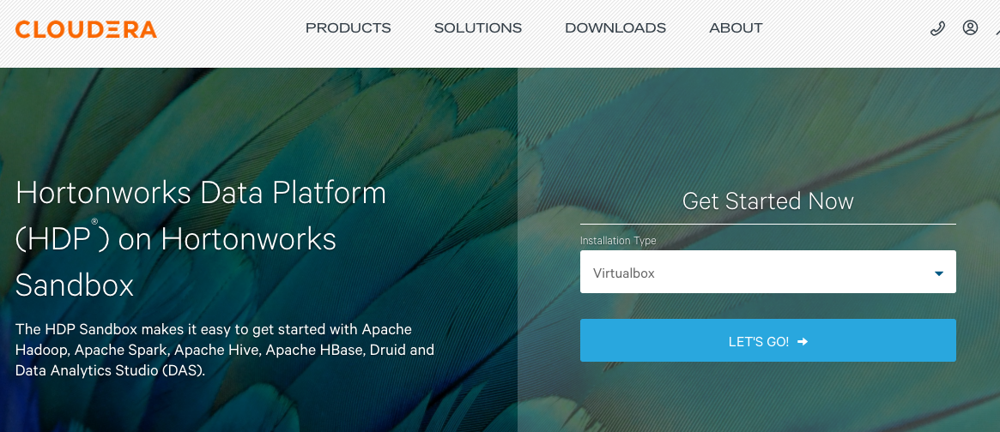 CLOUDERA
PRODUCTS
SOLUTIONS
DOWNLOADS
ABOUT
Hortonworks Data Platform
(HDP®) on Hortonworks
Sandbox
The HDP Sandbox makes it easy to get started with Apache
Hadoop, Apache Spark, Apache Hive, Apache HBase, Druid and
Data Analytics Studio (DAS).
Get Started Now
Installation Type
Virtualbox
LET'S GO!